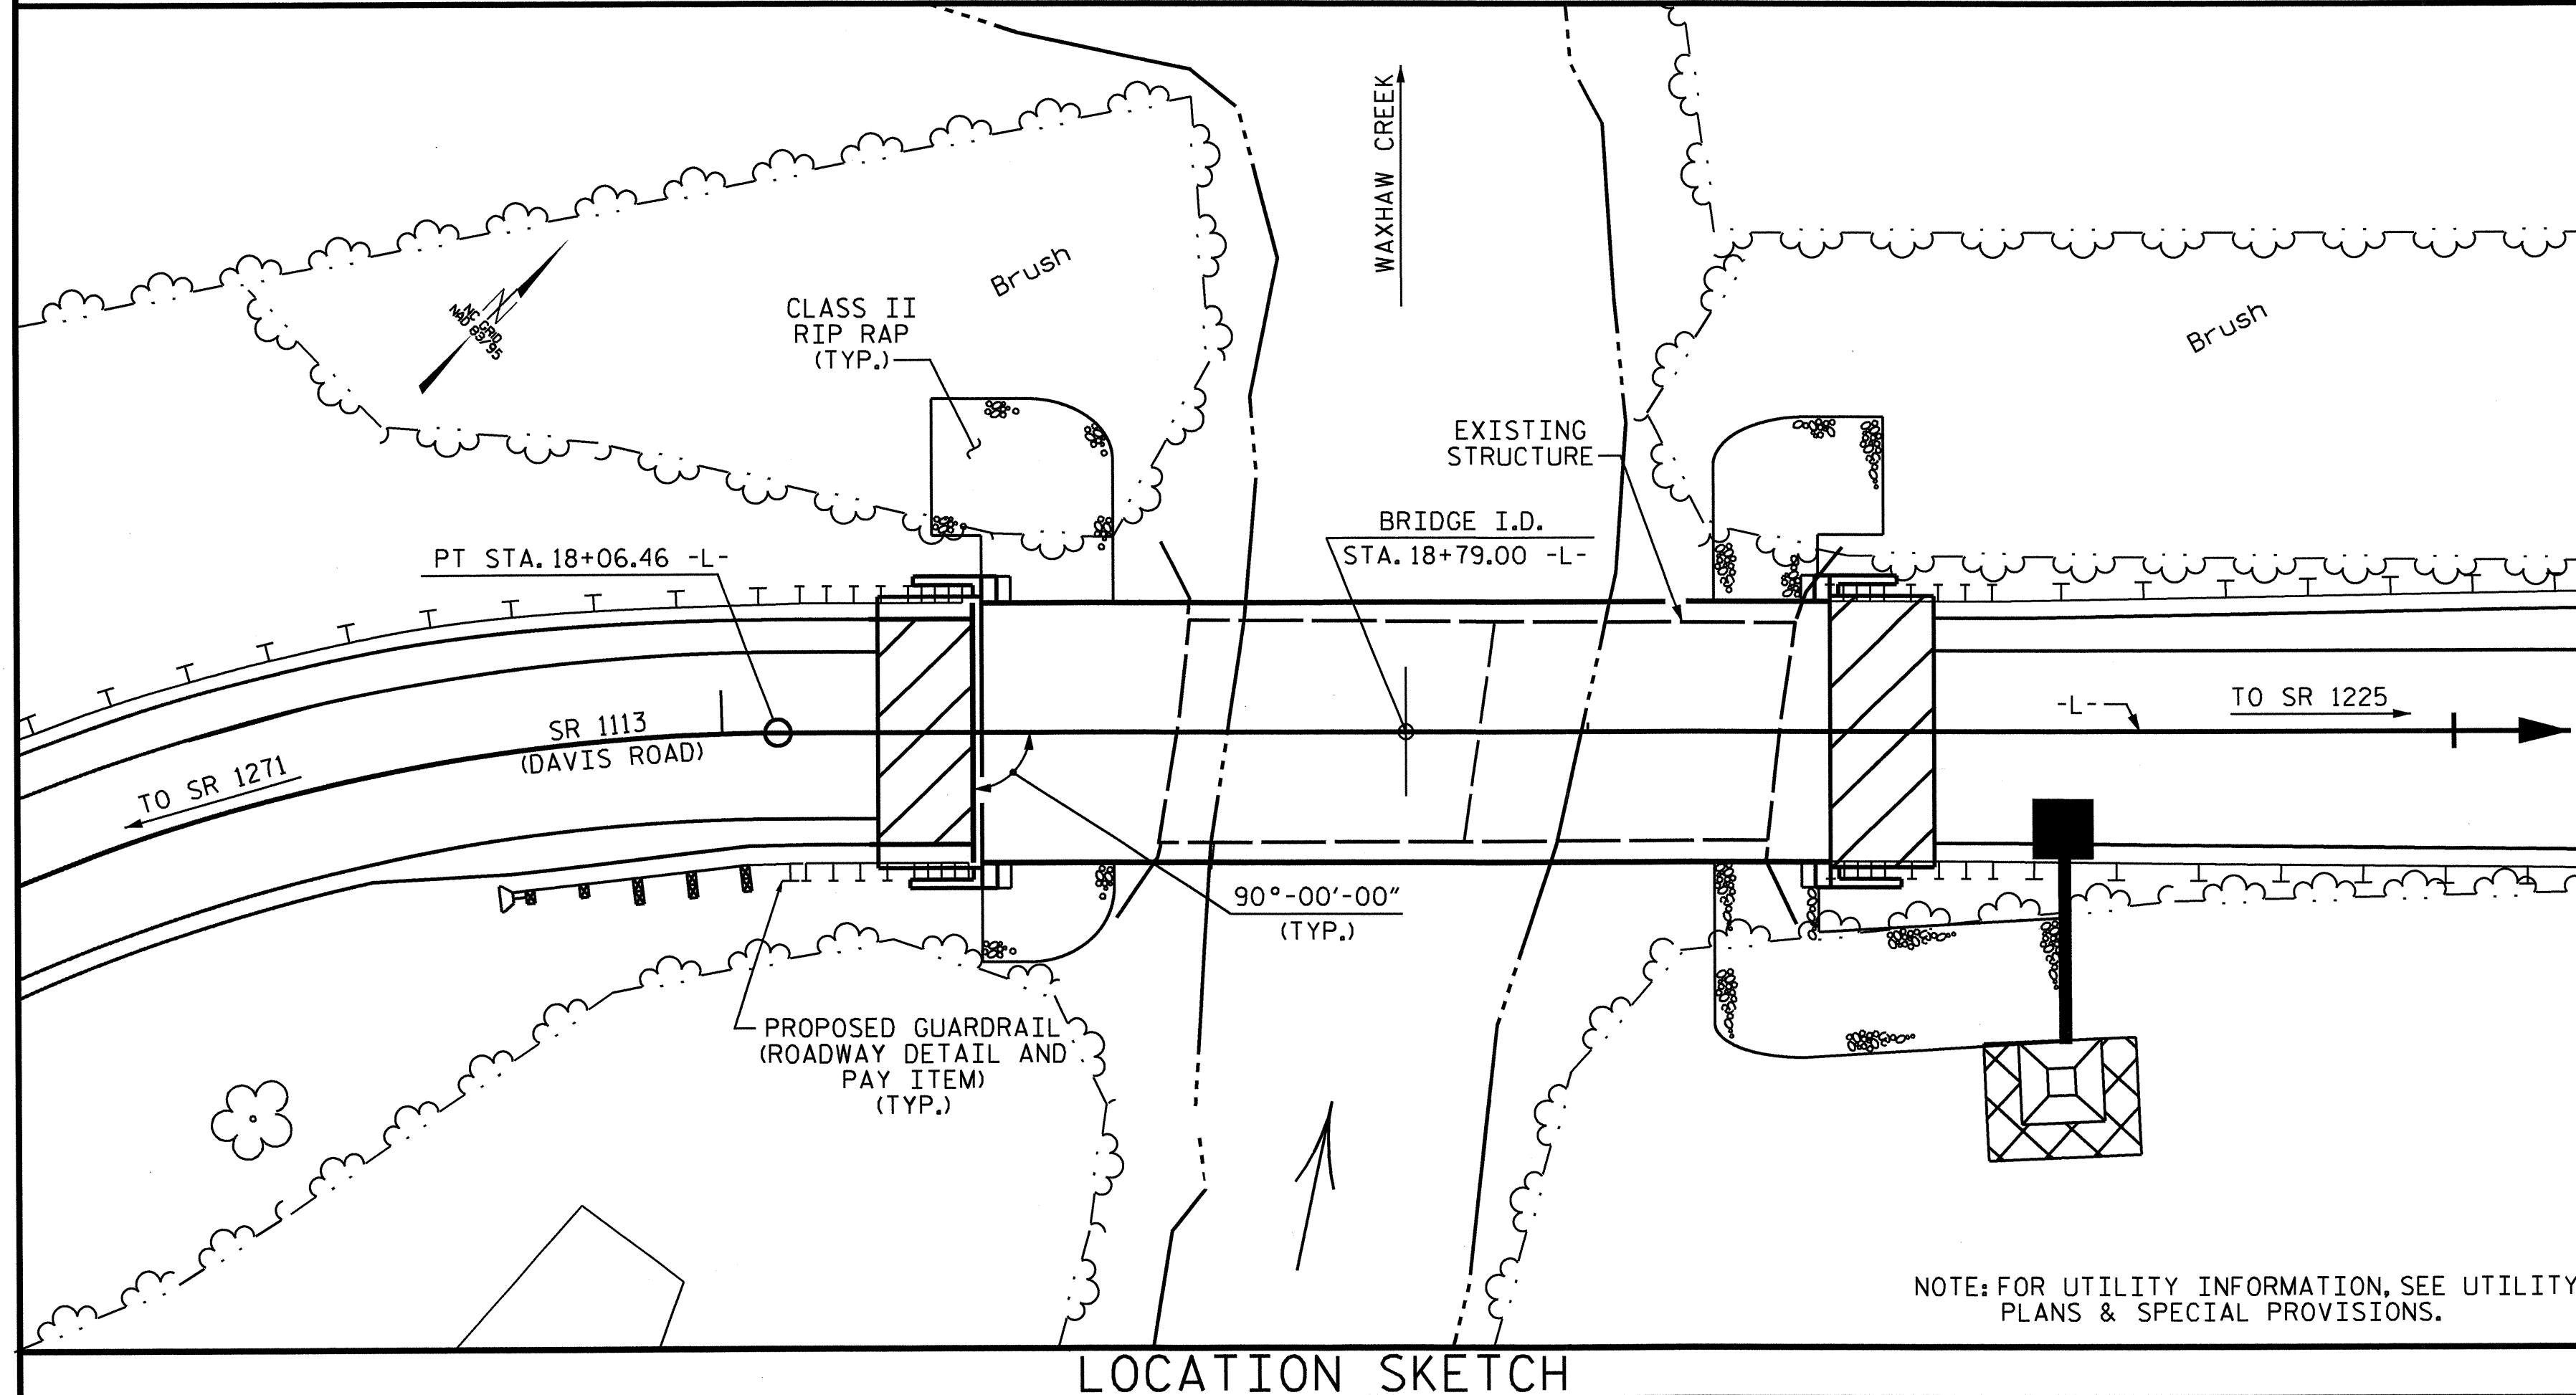 WAXHAW CREEK
Brush
NC GRID
NAD 83/95
CLASS II
RIP RAP
(TYP.)
Brush
EXISTING
STRUCTURE
BRIDGE I.D.
STA. 18+79.00 -L-
PT STA. 18+06.46 -L-
SR 1113
(DAVIS ROAD)
TO SR 1271
-L-
TO SR 1225
90°-00'-00"
(TYP.)
PROPOSED GUARDRAIL
(ROADWAY DETAIL AND
PAY ITEM)
(TYP.)
NOTE: FOR UTILITY INFORMATION, SEE UTILITY
PLANS & SPECIAL PROVISIONS.
LOCATION SKETCH